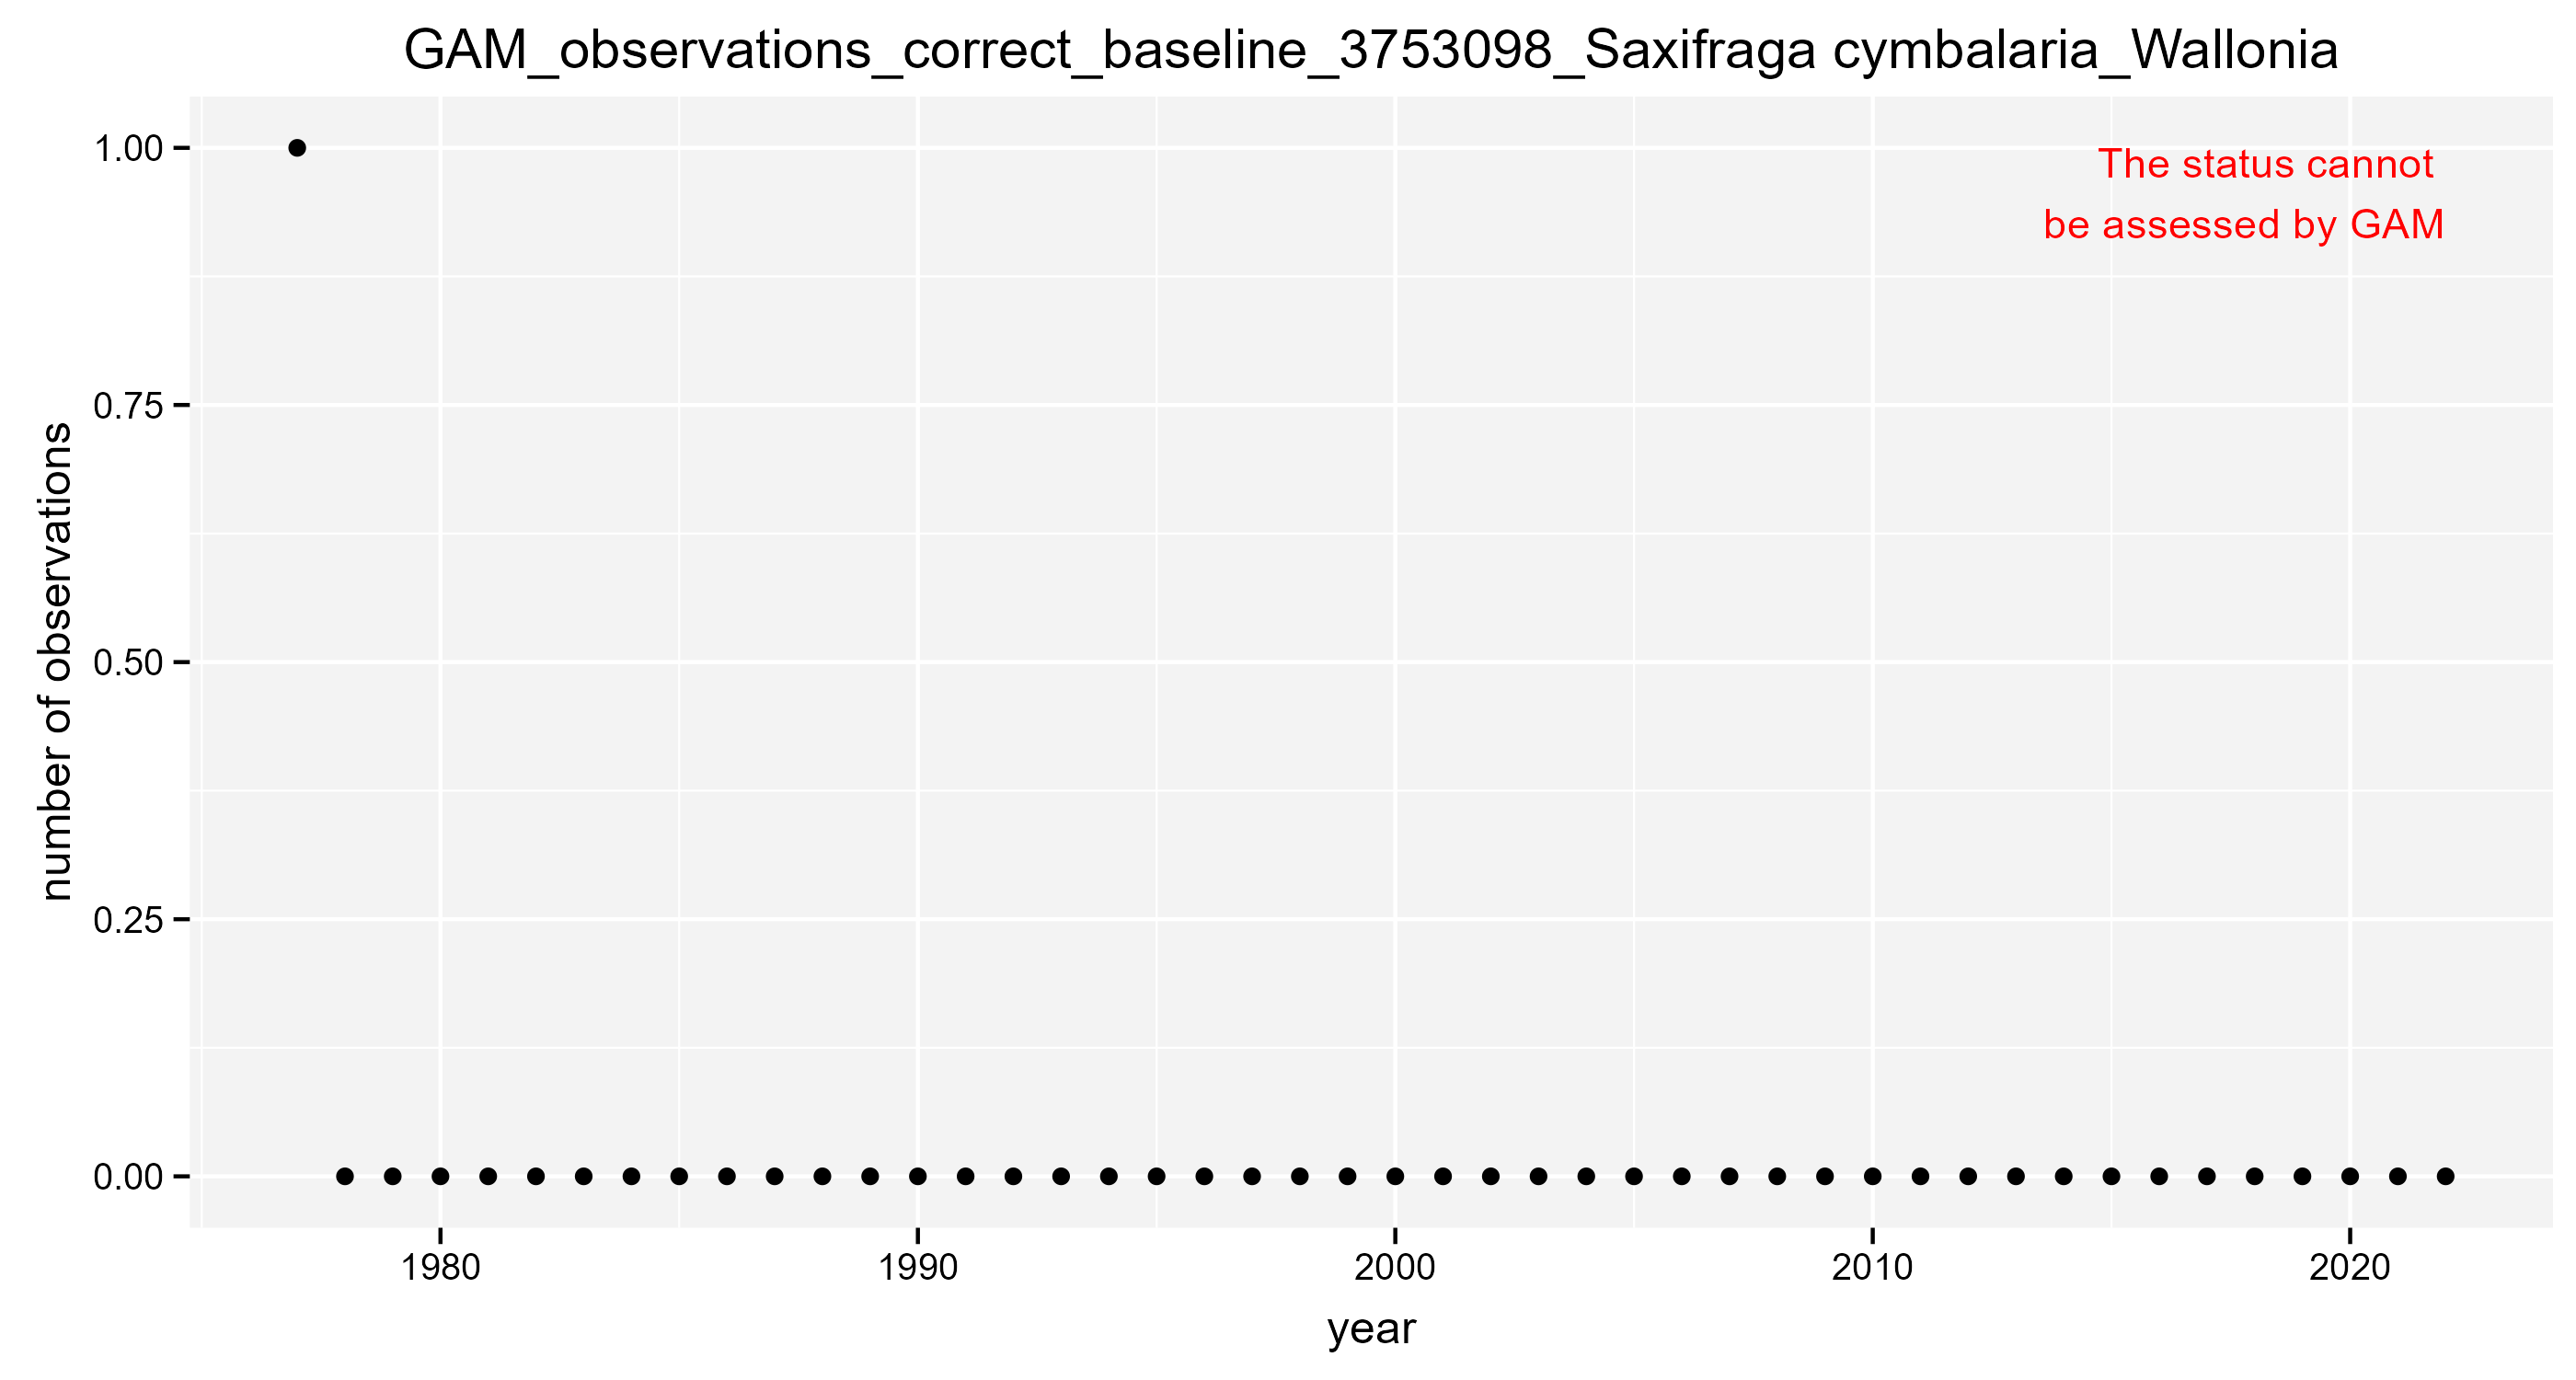 GAM_observations_correct_baseline_3753098_Saxifraga cymbalaria_Wallonia
The status cannot
be assessed by GAM
number of observations
1.00
0.75
0.50
0.25
0.00
1980
1990
2000
2010
2020
year